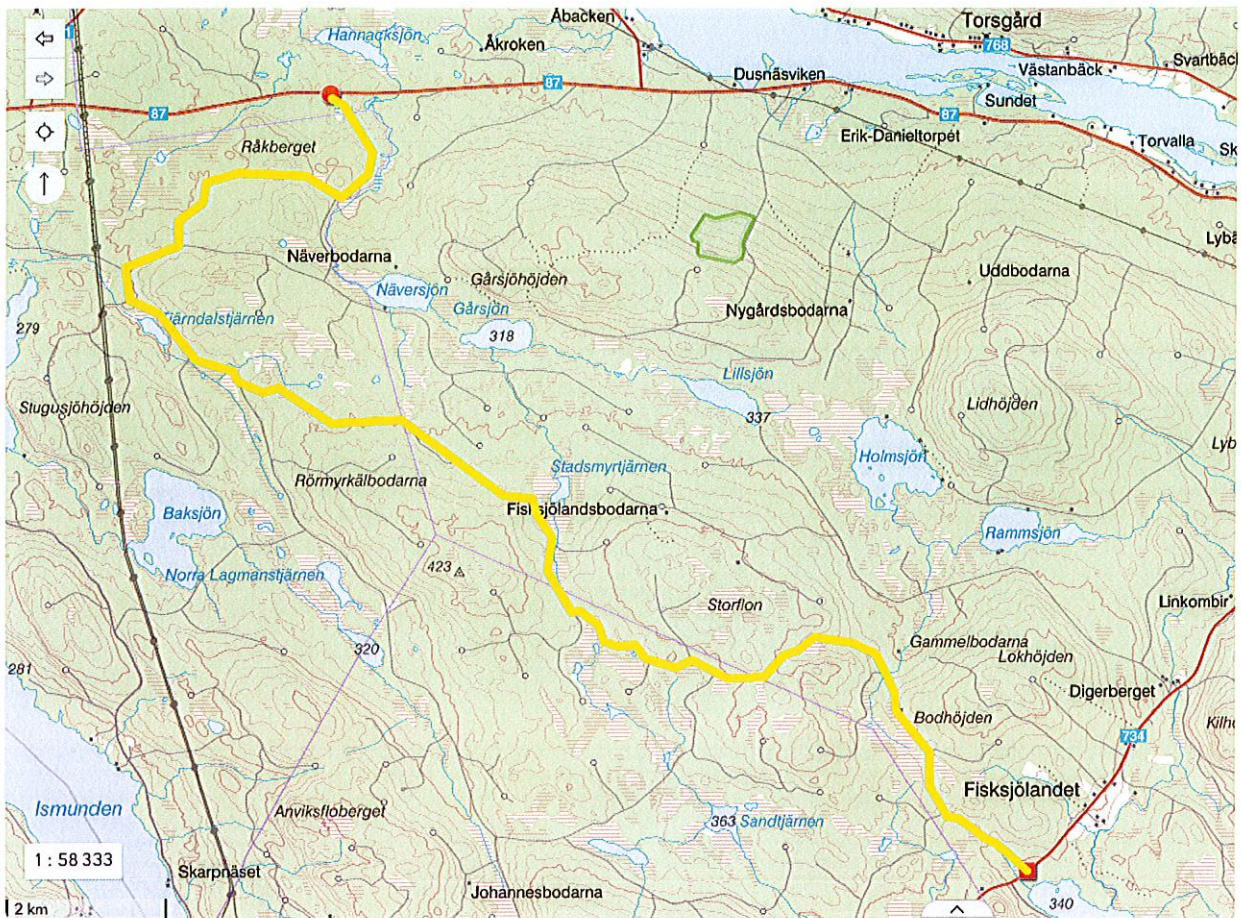 Hannacksjön
Åbacken
Åkroken
Torsgård
768
Västanbäck
Dusnäsviken
Sundet
1
87
87
87
Erik-Danieltorpet
Torvalla
Råkberget
Näverbodarna
Näversjön
Gårsjöhöjden
Gårsjön
318
Nygårdsbodarna
Uddbodarna
279
Tjärndalstjärnen
Lillsjön
337
Lidhöjden
Stugusjöhöjden
Holmsjön
Rörmyrkälbodarna
Stadsmyrtjärnen
Fisksjölandsbodarna
Baksjön
Rammsjön
Norra Lagmanstjärnen
423
Storflon
Linkombir
320
Gammelbodarna
Lokhöjden
281
Digerberget
Bodhöjden
734
Ismunden
Fisksjölandet
Anviksfloberget
363
Sandtjärnen
1 : 58 333
Skarpnäset
Johannesbodarna
340
2 km